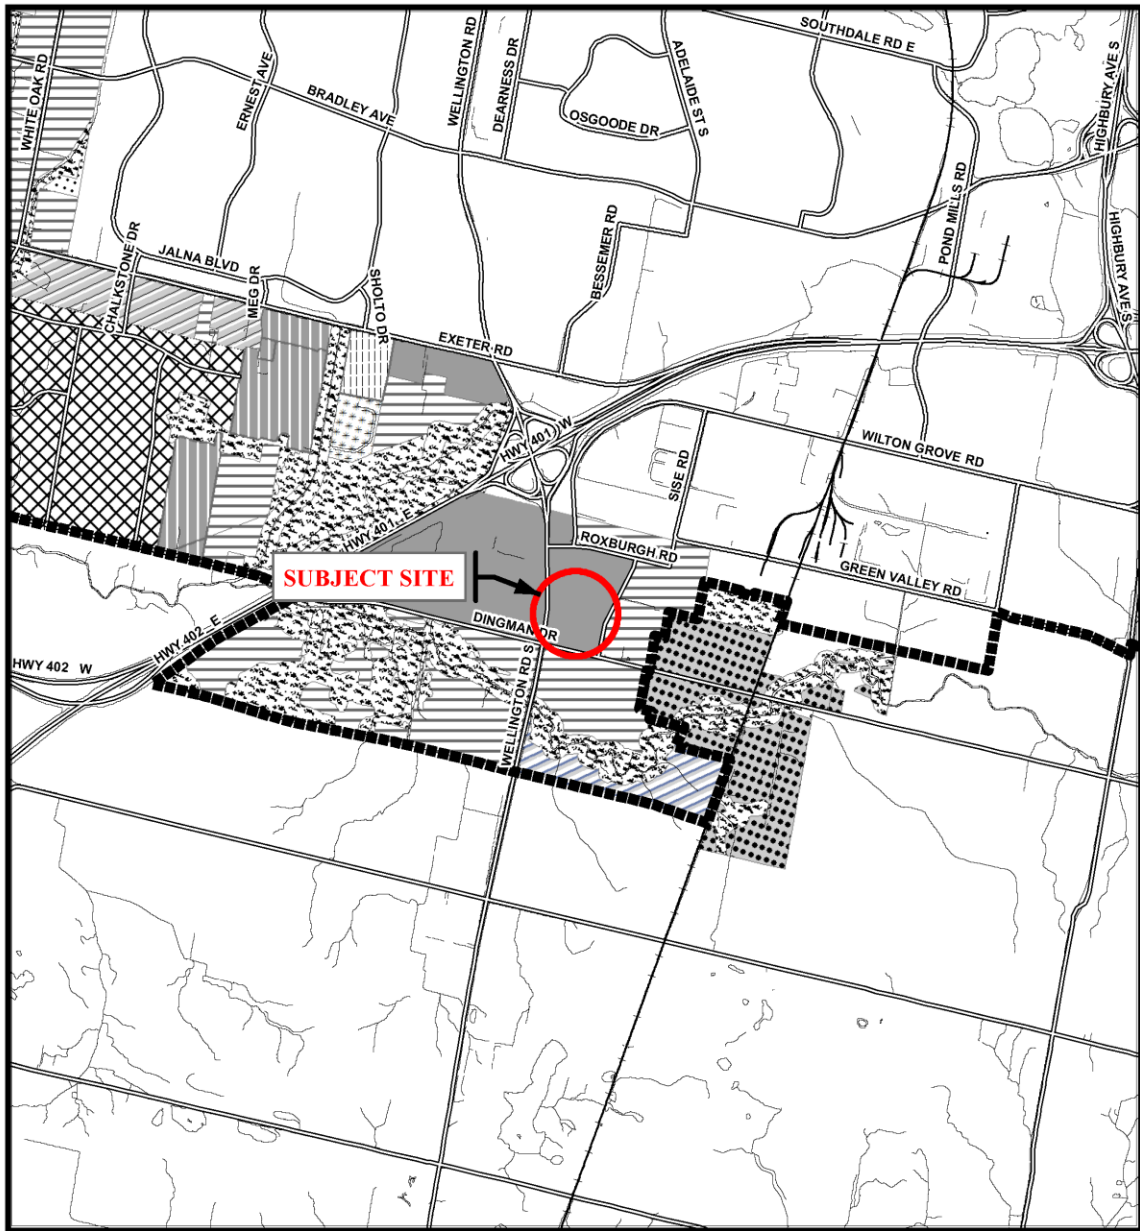 SOUTHDALE RD E
WHITE OAK RD
ERNEST AVE
BRADLEY AVE
WELLINGTON RD
DEARNESS DR
OSGOODE DR
ADELAIDE ST S
HIGHBURY AVE S
POND MILLS RD
HIGHBURY AVE S
CHALKSTONE DR
JALNA BLVD
MEG DR
SHOLTO DR
BESSEMER RD
EXETER RD
HWY 401 W
WILTON GROVE RD
SISE RD
HWY 401 E
ROXBURGH RD
GREEN VALLEY RD
SUBJECT SITE
DINGMAN DR
HWY 402 E
HWY 402 W
WELLINGTON RD S